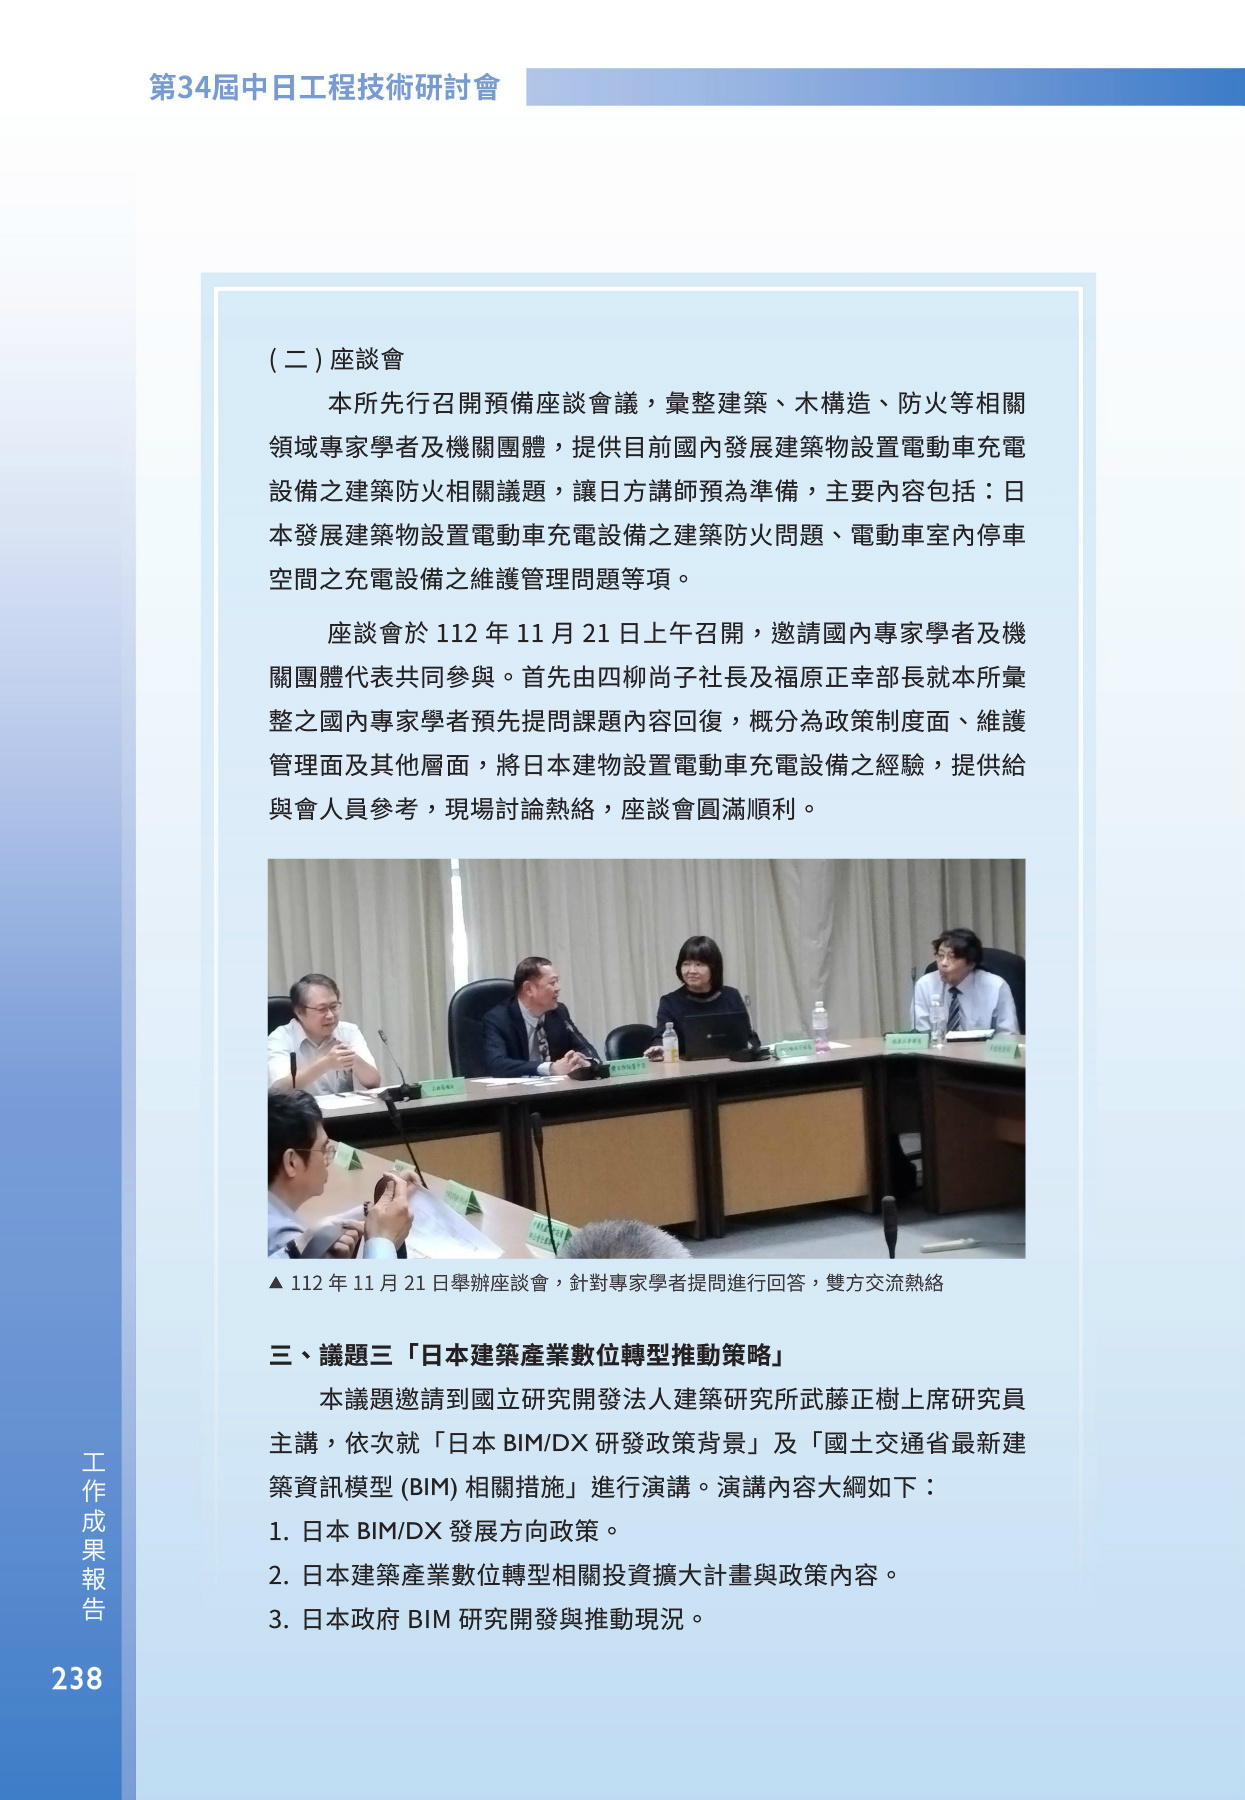 第34屆中日工程技術研討會
( 二 ) 座談會
本所先行召開預備座談會議，彙整建築、木構造、防火等相關
領域專家學者及機關團體，提供目前國內發展建築物設置電動車充電
設備之建築防火相關議題，讓日方講師預為準備，主要內容包括：日
本發展建築物設置電動車充電設備之建築防火問題、電動車室內停車
空間之充電設備之維護管理問題等項。
座談會於 112 年 11 月 21 日上午召開，邀請國內專家學者及機
關團體代表共同參與。首先由四柳尚子社長及福原正幸部長就本所彙
整之國內專家學者預先提問課題內容回復，概分為政策制度面、維護
管理面及其他層面，將日本建物設置電動車充電設備之經驗，提供給
與會人員參考，現場討論熱絡，座談會圓滿順利。
▲ 112 年 11 月 21 日舉辦座談會，針對專家學者提問進行回答，雙方交流熱絡
三、議題三「日本建築產業數位轉型推動策略」
本議題邀請到國立研究開發法人建築研究所武藤正樹上席研究員
主講，依次就「日本 BIM/DX 研發政策背景」及「國土交通省最新建
築資訊模型 (BIM) 相關措施」進行演講。演講內容大綱如下：
1. 日本 BIM/DX 發展方向政策。
2. 日本建築產業數位轉型相關投資擴大計畫與政策內容。
3. 日本政府 BIM 研究開發與推動現況。
工作成果報告
238